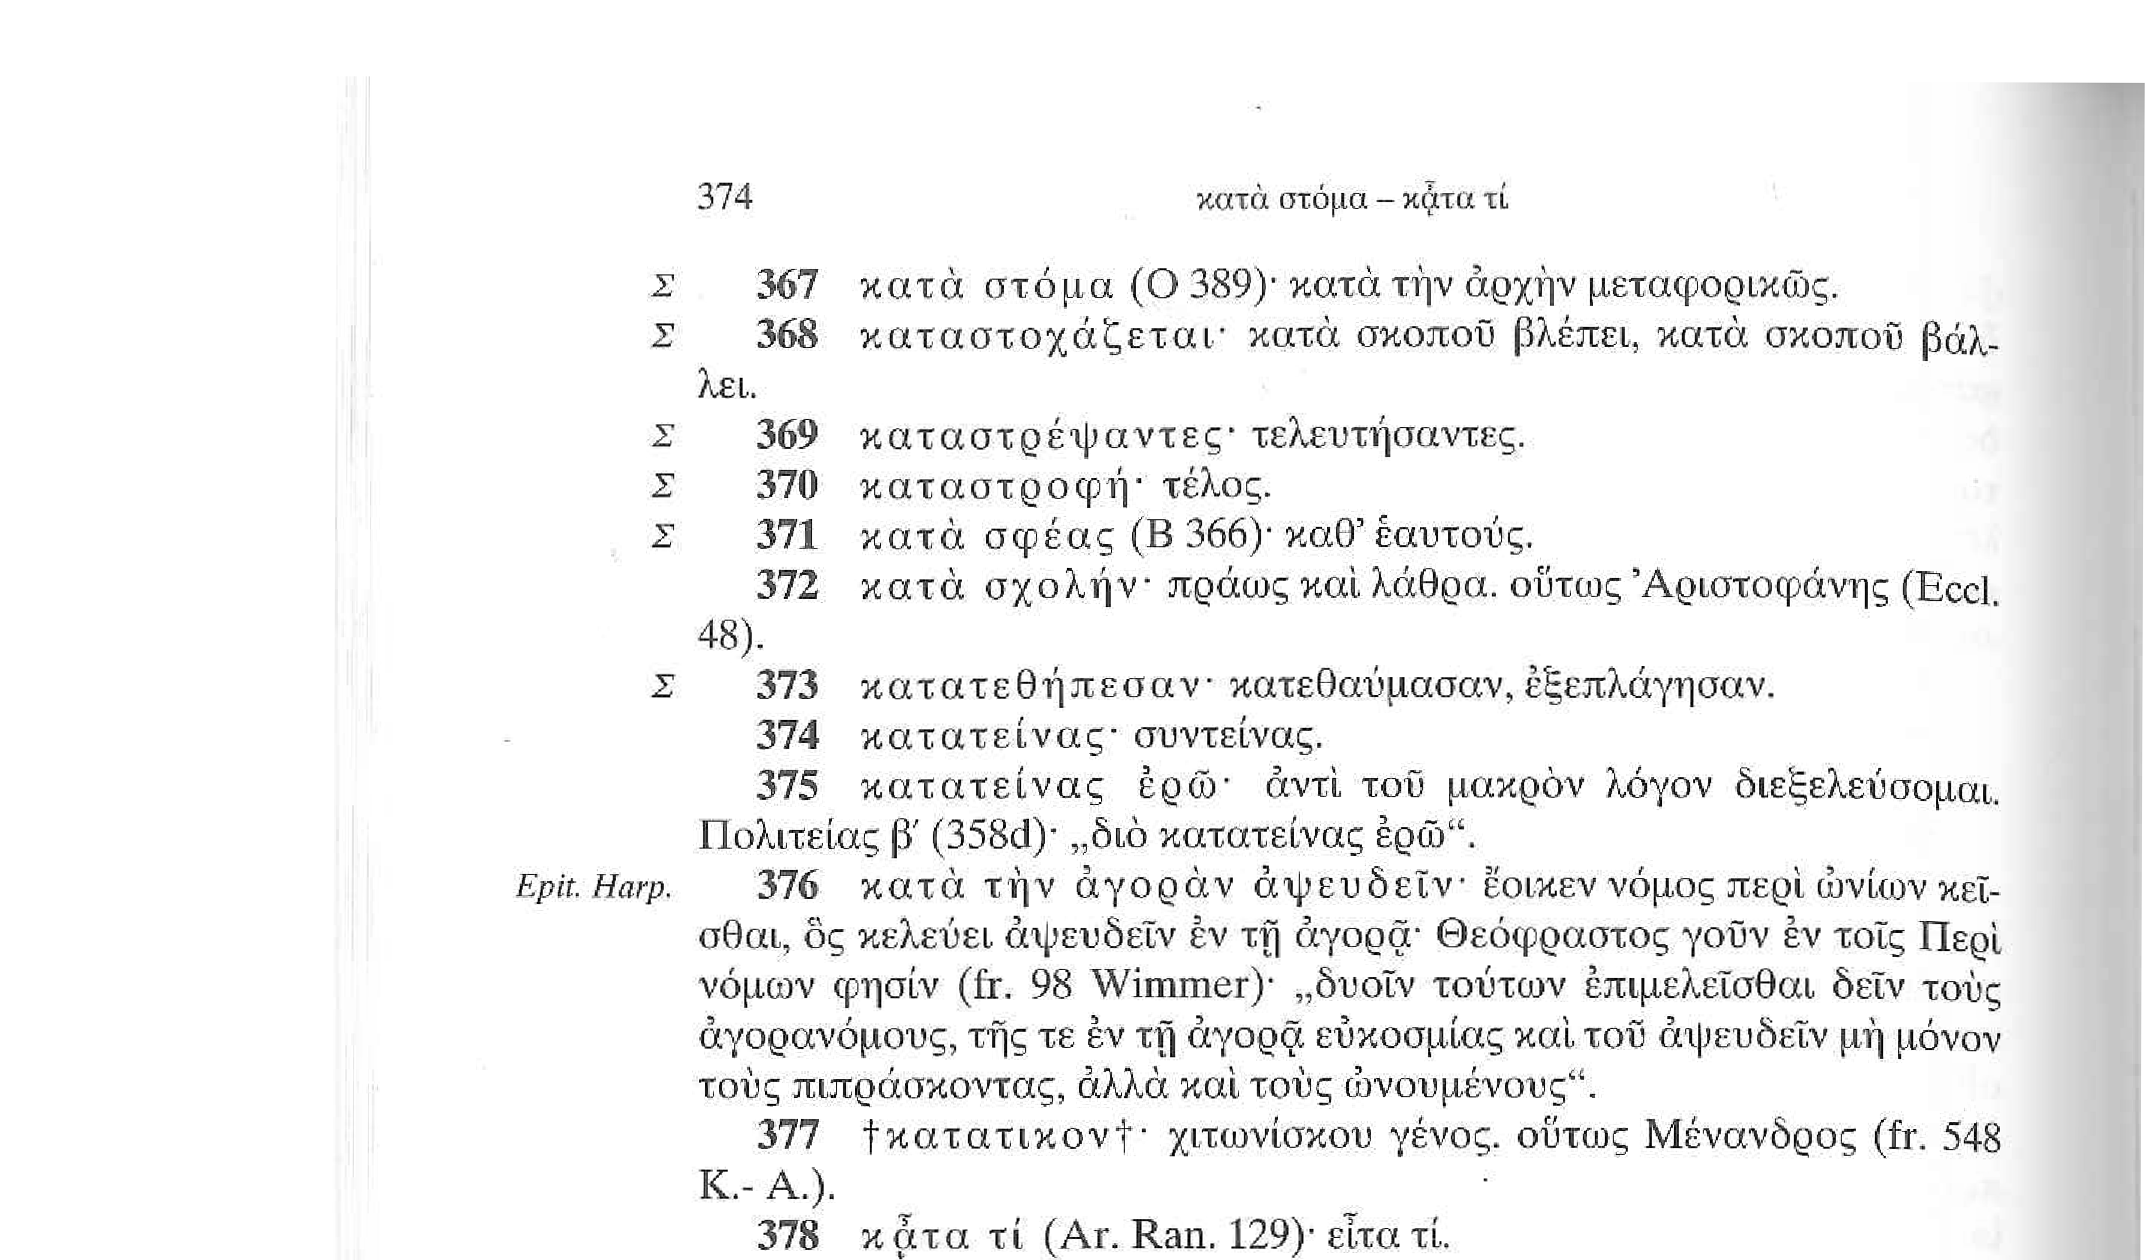 374 κατὰ στόμα – κᾆτα τί
Σ 367 κατὰ στόμα (Ο 389)· κατὰ τὴν ἀρχὴν μεταφορικῶς.
Σ 368 καταστοχάζεται· κατὰ σκοποῦ βλέπει, κατὰ σκοποῦ βάλ-
λει.
Σ 369 καταστρέψαντες· τελευτήσαντες.
Σ 370 καταστροφή· τέλος.
Σ 371 κατὰ σφέας (Β 366)· καθ’ ἑαυτούς.
372 κατὰ σχολήν· πράως καὶ λάθρα. οὕτως Ἀριστοφάνης (Eccl.
48).
Σ 373 κατατεθήπεσαν· κατεθαύμασαν, ἐξεπλάγησαν.
374 κατατείνας· συντείνας.
375 κατατείνας ἐρῶ· ἀντὶ τοῦ μακρὸν λόγον διεξελεύσομαι.
Πολιτείας β′ (358d)· „διὸ κατατείνας ἐρῶ“.
Epit. Harp. 376 κατὰ τὴν ἀγορὰν ἀψευδεῖν· ἔοικεν νόμος περὶ ὠνίων κεῖ-
σθαι, ὃς κελεύει ἀψευδεῖν ἐν τῇ ἀγορᾷ· Θεόφραστος γοῦν ἐν τοῖς Περὶ
νόμων φησίν (fr. 98 Wimmer)· „δυοῖν τούτων ἐπιμελεῖσθαι δεῖν τοὺς
ἀγορανόμους, τῆς τε ἐν τῇ ἀγορᾷ εὐκοσμίας καὶ τοῦ ἀψευδεῖν μὴ μόνον
τοὺς πιπράσκοντας, ἀλλὰ καὶ τοὺς ὠνουμένους“.
377 †κατατικον†· χιτωνίσκου γένος. οὕτως Μένανδρος (fr. 548
K.- A.).
378 κᾆτα τί (Ar. Ran. 129)· εἶτα τί.